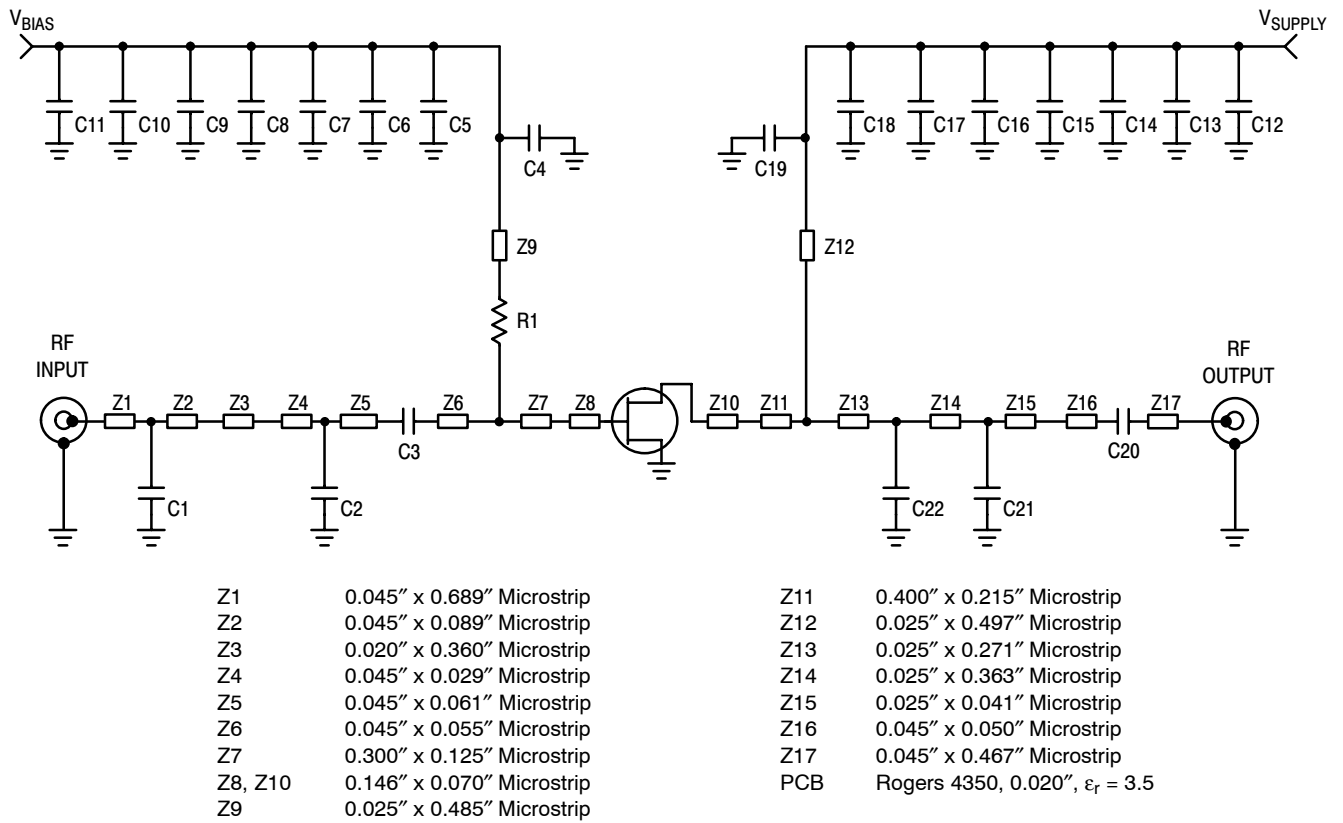 V_BIAS
V_SUPPLY
C11 C10 C9 C8 C7 C6 C5
C18 C17 C16 C15 C14 C13 C12
C4
C19
Z9
Z12
R1
RF
INPUT
RF
OUTPUT
Z1 Z2 Z3 Z4 Z5 Z6 Z7 Z8 Z10 Z11 Z13 Z14 Z15 Z16 Z17
C3
C20
C1 C2 C22 C21
Z1 0.045″ x 0.689″ Microstrip
Z2 0.045″ x 0.089″ Microstrip
Z3 0.020″ x 0.360″ Microstrip
Z4 0.045″ x 0.029″ Microstrip
Z5 0.045″ x 0.061″ Microstrip
Z6 0.045″ x 0.055″ Microstrip
Z7 0.300″ x 0.125″ Microstrip
Z8, Z10 0.146″ x 0.070″ Microstrip
Z9 0.025″ x 0.485″ Microstrip
Z11 0.400″ x 0.215″ Microstrip
Z12 0.025″ x 0.497″ Microstrip
Z13 0.025″ x 0.271″ Microstrip
Z14 0.025″ x 0.363″ Microstrip
Z15 0.025″ x 0.041″ Microstrip
Z16 0.045″ x 0.050″ Microstrip
Z17 0.045″ x 0.467″ Microstrip
PCB Rogers 4350, 0.020″, εr = 3.5